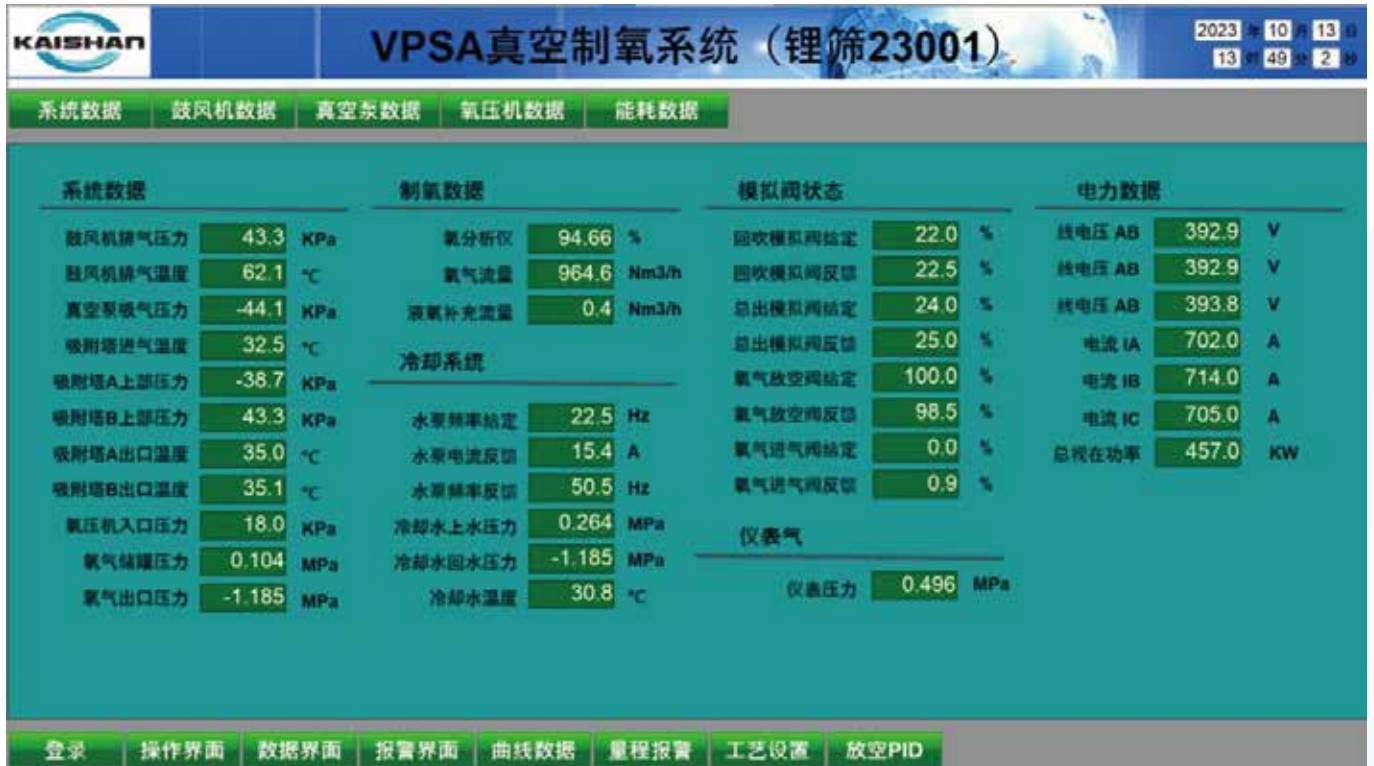 KAISHAN
VPSA真空制氧系统（锂筛23001）
2023 年 10 月 13 日
13 时 49 分 2 秒
系统数据 鼓风机数据 真空泵数据 氧压机数据 能耗数据
系统数据
鼓风机排气压力 43.3 KPa
鼓风机排气温度 62.1 ℃
真空泵吸气压力 -44.1 KPa
吸附塔进气温度 32.5 ℃
吸附塔A上部压力 -38.7 KPa
吸附塔B上部压力 43.3 KPa
吸附塔A出口温度 35.0 ℃
吸附塔B出口温度 35.1 ℃
氧压机入口压力 18.0 KPa
氧气储罐压力 0.104 MPa
氧气出口压力 -1.185 MPa
制氧数据
氧分析仪 94.66 %
氧气流量 964.6 Nm3/h
液氧补充流量 0.4 Nm3/h
冷却系统
水泵频率给定 22.5 Hz
水泵电流反馈 15.4 A
水泵频率反馈 50.5 Hz
冷却水上水压力 0.264 MPa
冷却水回水压力 -1.185 MPa
冷却水温度 30.8 ℃
模拟阀状态
回吹模拟阀给定 22.0 %
回吹模拟阀反馈 22.5 %
总出模拟阀给定 24.0 %
总出模拟阀反馈 25.0 %
氧气放空阀给定 100.0 %
氧气放空阀反馈 98.5 %
氧气进气阀给定 0.0 %
氧气进气阀反馈 0.9 %
仪表气
仪表压力 0.496 MPa
电力数据
线电压 AB 392.9 V
线电压 AB 392.9 V
线电压 AB 393.8 V
电流 IA 702.0 A
电流 IB 714.0 A
电流 IC 705.0 A
总视在功率 457.0 KW
登录 操作界面 数据界面 报警界面 曲线数据 量程报警 工艺设置 放空PID